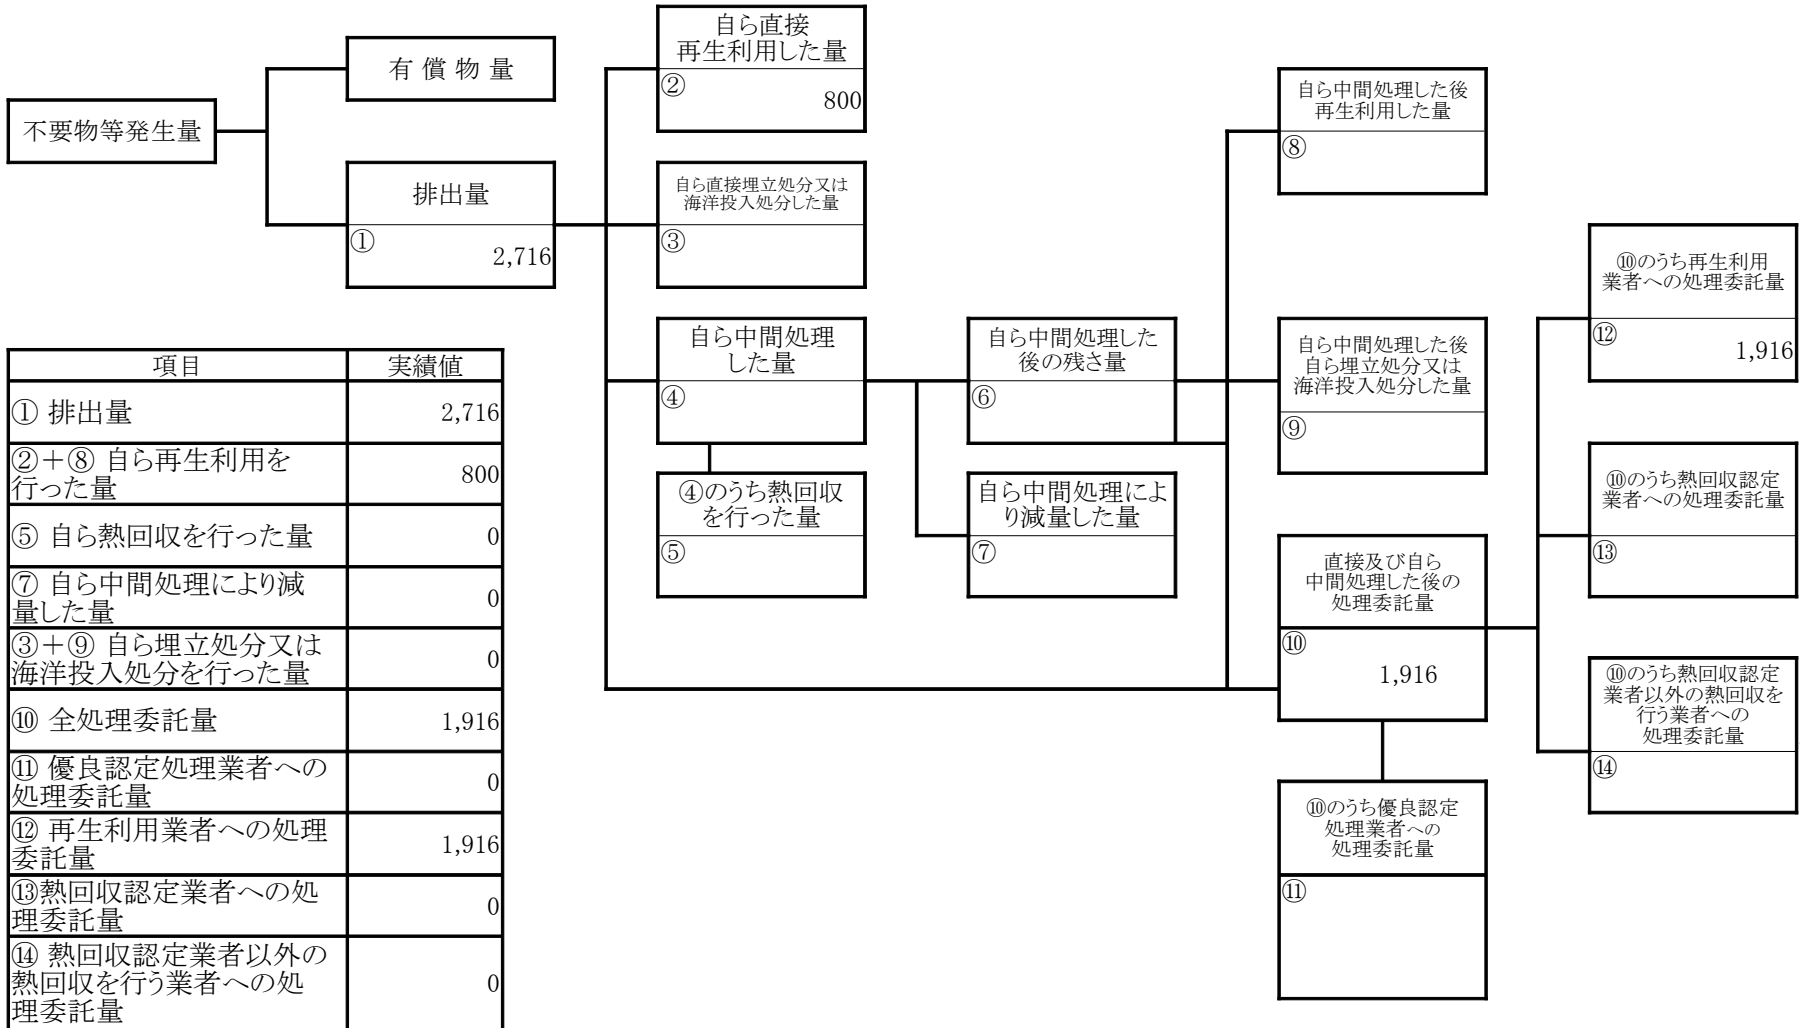 不要物等発生量
有 償 物 量
排出量
①
2,716
自ら直接
再生利用した量
②
800
自ら直接埋立処分又は
海洋投入処分した量
③
自ら中間処理
した量
④
④のうち熱回収
を行った量
⑤
自ら中間処理した
後の残さ量
⑥
自ら中間処理によ
り減量した量
⑦
自ら中間処理した後
再生利用した量
⑧
自ら中間処理した後
自ら埋立処分又は
海洋投入処分した量
⑨
直接及び自ら
中間処理した後の
処理委託量
⑩
1,916
⑩のうち優良認定
処理業者への
処理委託量
⑪
⑩のうち再生利用
業者への処理委託量
⑫
1,916
⑩のうち熱回収認定
業者への処理委託量
⑬
⑩のうち熱回収認定
業者以外の熱回収を
行う業者への
処理委託量
⑭
項目 実績値
① 排出量 2,716
②＋⑧ 自ら再生利用を
行った量 800
⑤ 自ら熱回収を行った量 0
⑦ 自ら中間処理により減
量した量 0
③＋⑨ 自ら埋立処分又は
海洋投入処分を行った量 0
⑩ 全処理委託量 1,916
⑪ 優良認定処理業者への
処理委託量 0
⑫ 再生利用業者への処理
委託量 1,916
⑬熱回収認定業者への処
理委託量 0
⑭ 熱回収認定業者以外の
熱回収を行う業者への処
理委託量 0